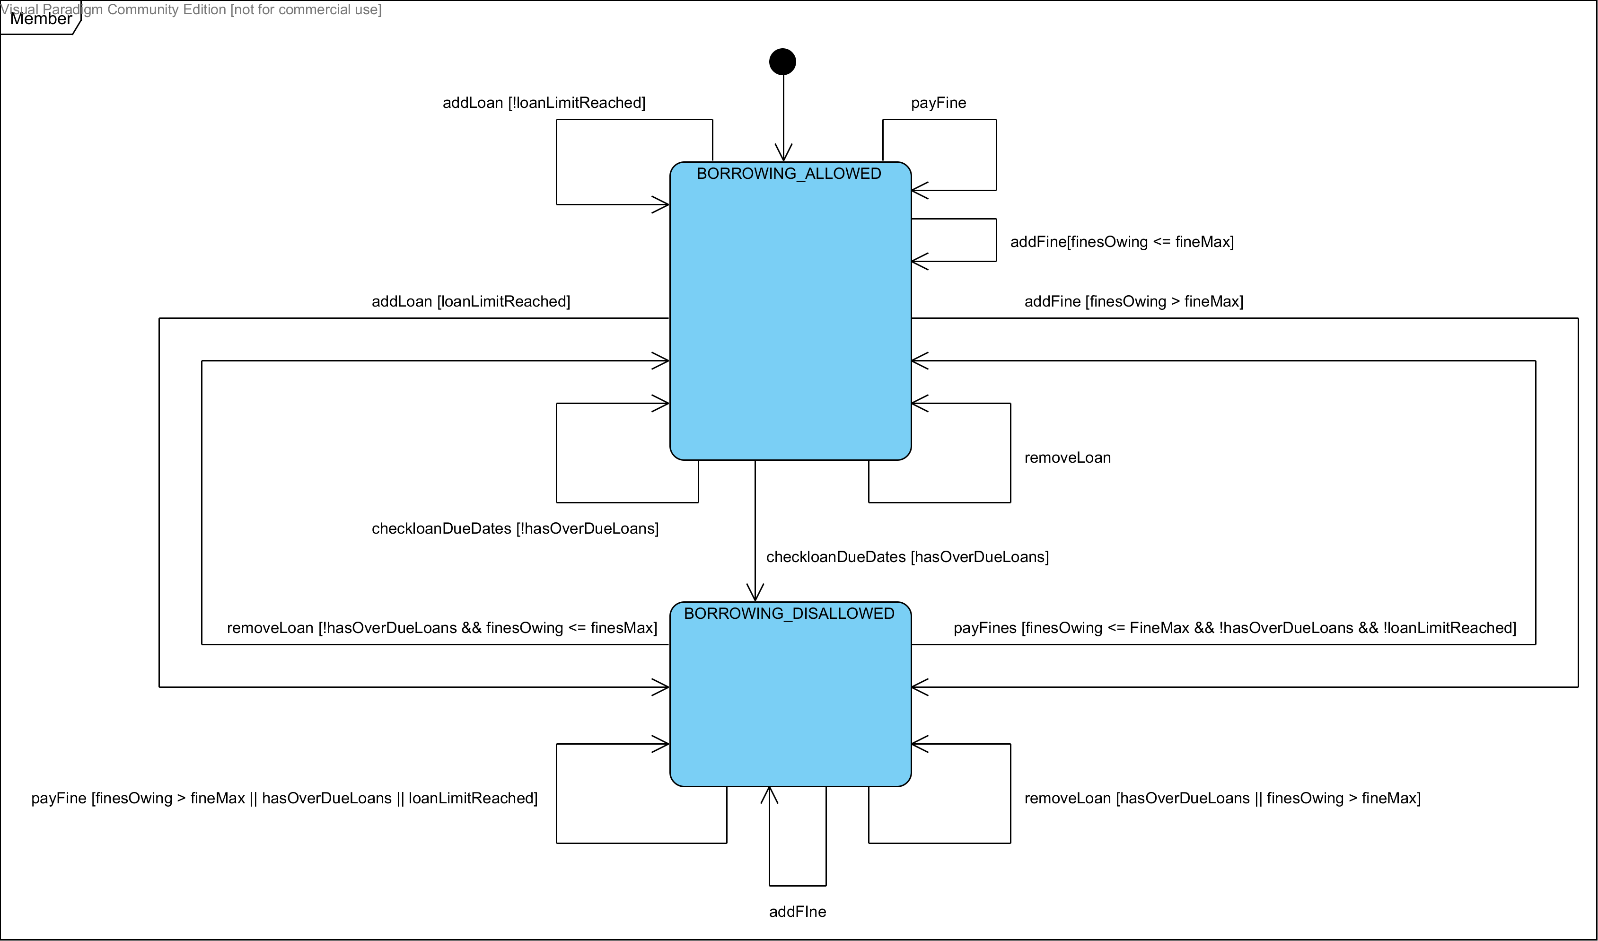 Visual Paradigm Community Edition [not for commercial use]
Member
addLoan [!loanLimitReached]
payFine
BORROWING_ALLOWED
addFine[finesOwing <= fineMax]
addLoan [loanLimitReached]
addFine [finesOwing > fineMax]
removeLoan
checkloanDueDates [!hasOverDueLoans]
checkloanDueDates [hasOverDueLoans]
BORROWING_DISALLOWED
removeLoan [!hasOverDueLoans && finesOwing <= finesMax]
payFines [finesOwing <= FineMax && !hasOverDueLoans && !loanLimitReached]
payFine [finesOwing > fineMax || hasOverDueLoans || loanLimitReached]
removeLoan [hasOverDueLoans || finesOwing > fineMax]
addFIne